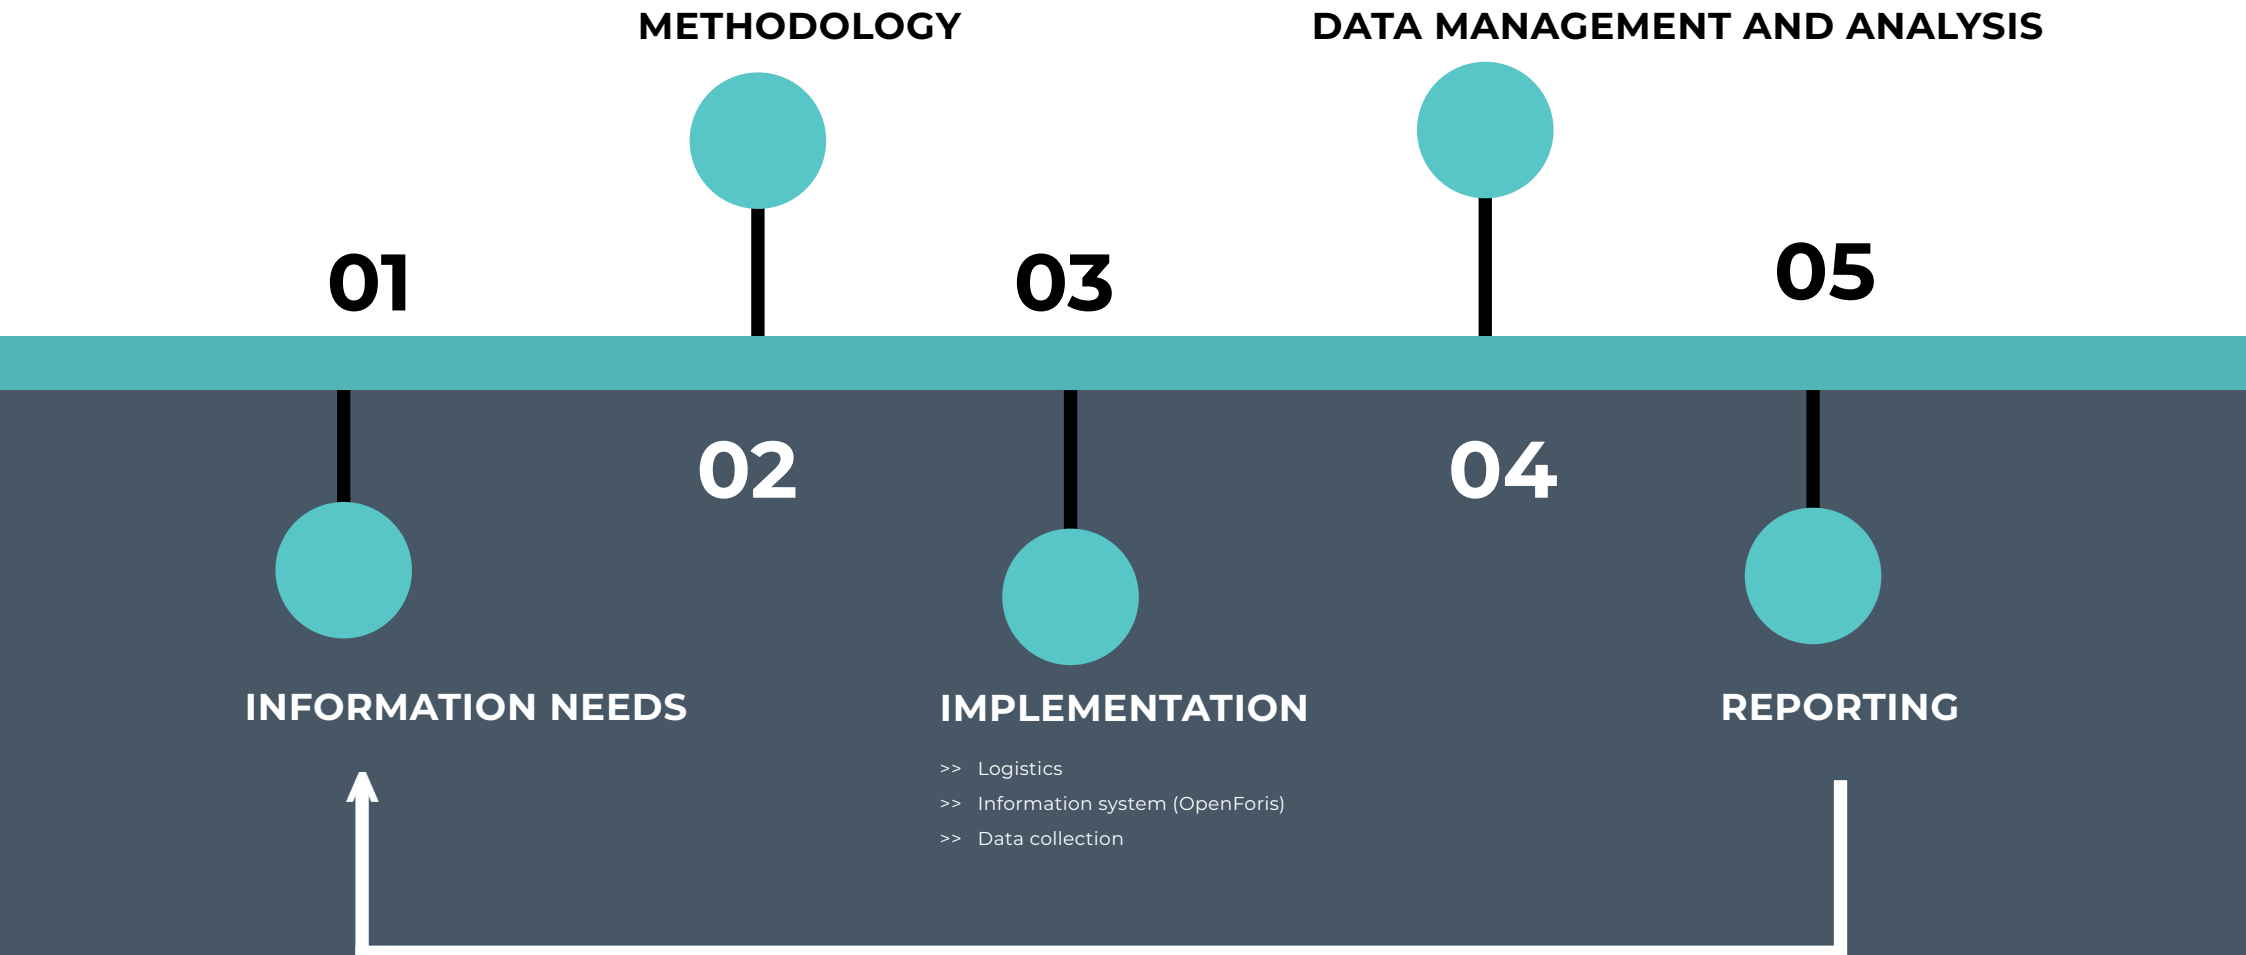 METHODOLOGY
DATA MANAGEMENT AND ANALYSIS
01
03
05
02
04
INFORMATION NEEDS
IMPLEMENTATION
REPORTING
>> Logistics
>> Information system (OpenForis)
>> Data collection